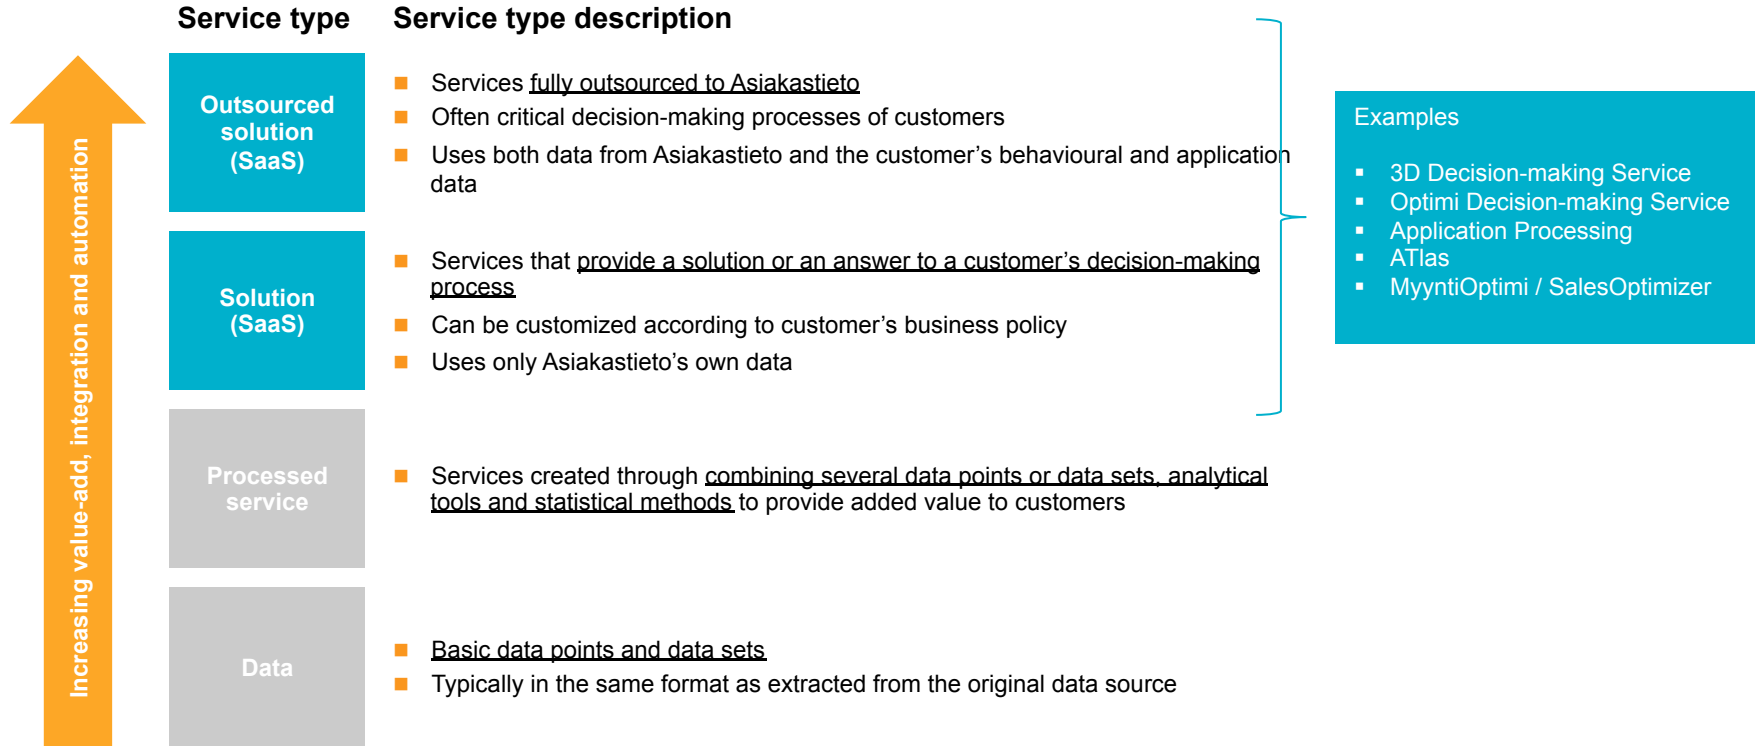 Service type
Service type description
Increasing value-add, integration and automation
Outsourced
solution
(SaaS)
Services fully outsourced to Asiakastieto
Often critical decision-making processes of customers
Uses both data from Asiakastieto and the customer’s behavioural and application
data
Solution
(SaaS)
Services that provide a solution or an answer to a customer’s decision-making
process
Can be customized according to customer’s business policy
Uses only Asiakastieto’s own data
Processed
service
Services created through combining several data points or data sets, analytical
tools and statistical methods to provide added value to customers
Data
Basic data points and data sets
Typically in the same format as extracted from the original data source
Examples
3D Decision-making Service
Optimi Decision-making Service
Application Processing
ATlas
MyyntiOptimi / SalesOptimizer